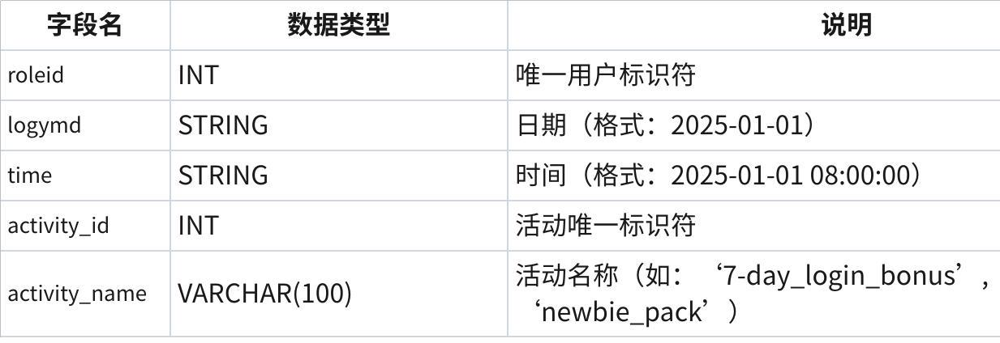 字段名 数据类型 说明
roleid INT 唯一用户标识符
logymd STRING 日期（格式：2025-01-01）
time STRING 时间（格式：2025-01-01 08:00:00）
activity_id INT 活动唯一标识符
activity_name VARCHAR(100) 活动名称（如：‘7-day_login_bonus’,
‘newbie_pack’）